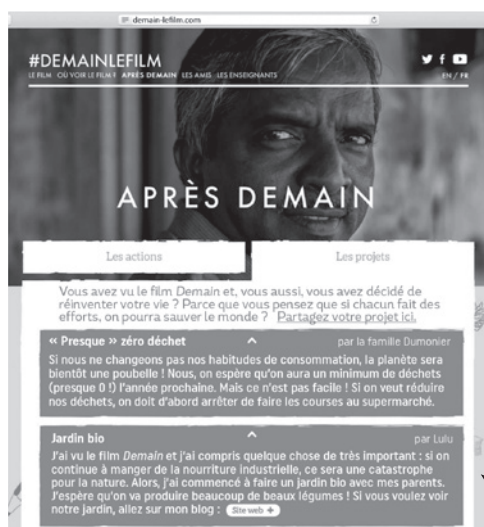 demain-lefilm.com
#DEMAINLEFILM
LE FILM OÙ VOIR LE FILM ? APRÈS DEMAIN LES AMIS LES ENSEIGNANTS
EN / FR
APRÈS DEMAIN
Les actions
Les projets
Vous avez vu le film Demain et, vous aussi, vous avez décidé de
réinventer votre vie ? Parce que vous pensez que si chacun fait des
efforts, on pourra sauver le monde ? Partagez votre projet ici.
« Presque » zéro déchet
par la famille Dumonier
Si nous ne changeons pas nos habitudes de consommation, la planète sera
bientôt une poubelle ! Nous, on espère qu'on aura un minimum de déchets
(presque 0 !) l'année prochaine. Mais ce n'est pas facile ! Si on veut réduire
nos déchets, on doit d'abord arrêter de faire les courses au supermarché.
Jardin bio
par Lulu
J'ai vu le film Demain et j'ai compris quelque chose de très important : si on
continue à manger de la nourriture industrielle, ce sera une catastrophe
pour la nature. Alors, j'ai commencé à faire un jardin bio avec mes parents.
J'espère qu'on va produire beaucoup de beaux légumes ! Si vous voulez voir
notre jardin, allez sur mon blog : Site web +